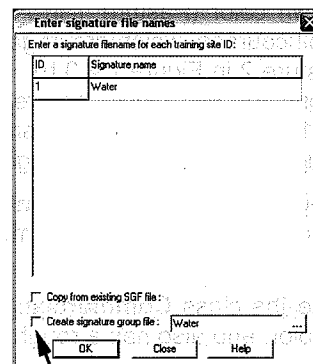 Enter signature file names
Enter a signature filename for each training site ID:
ID Signature name
1 Water
Copy from existing SGF file :
Create signature group file : Water ...
OK Close Help